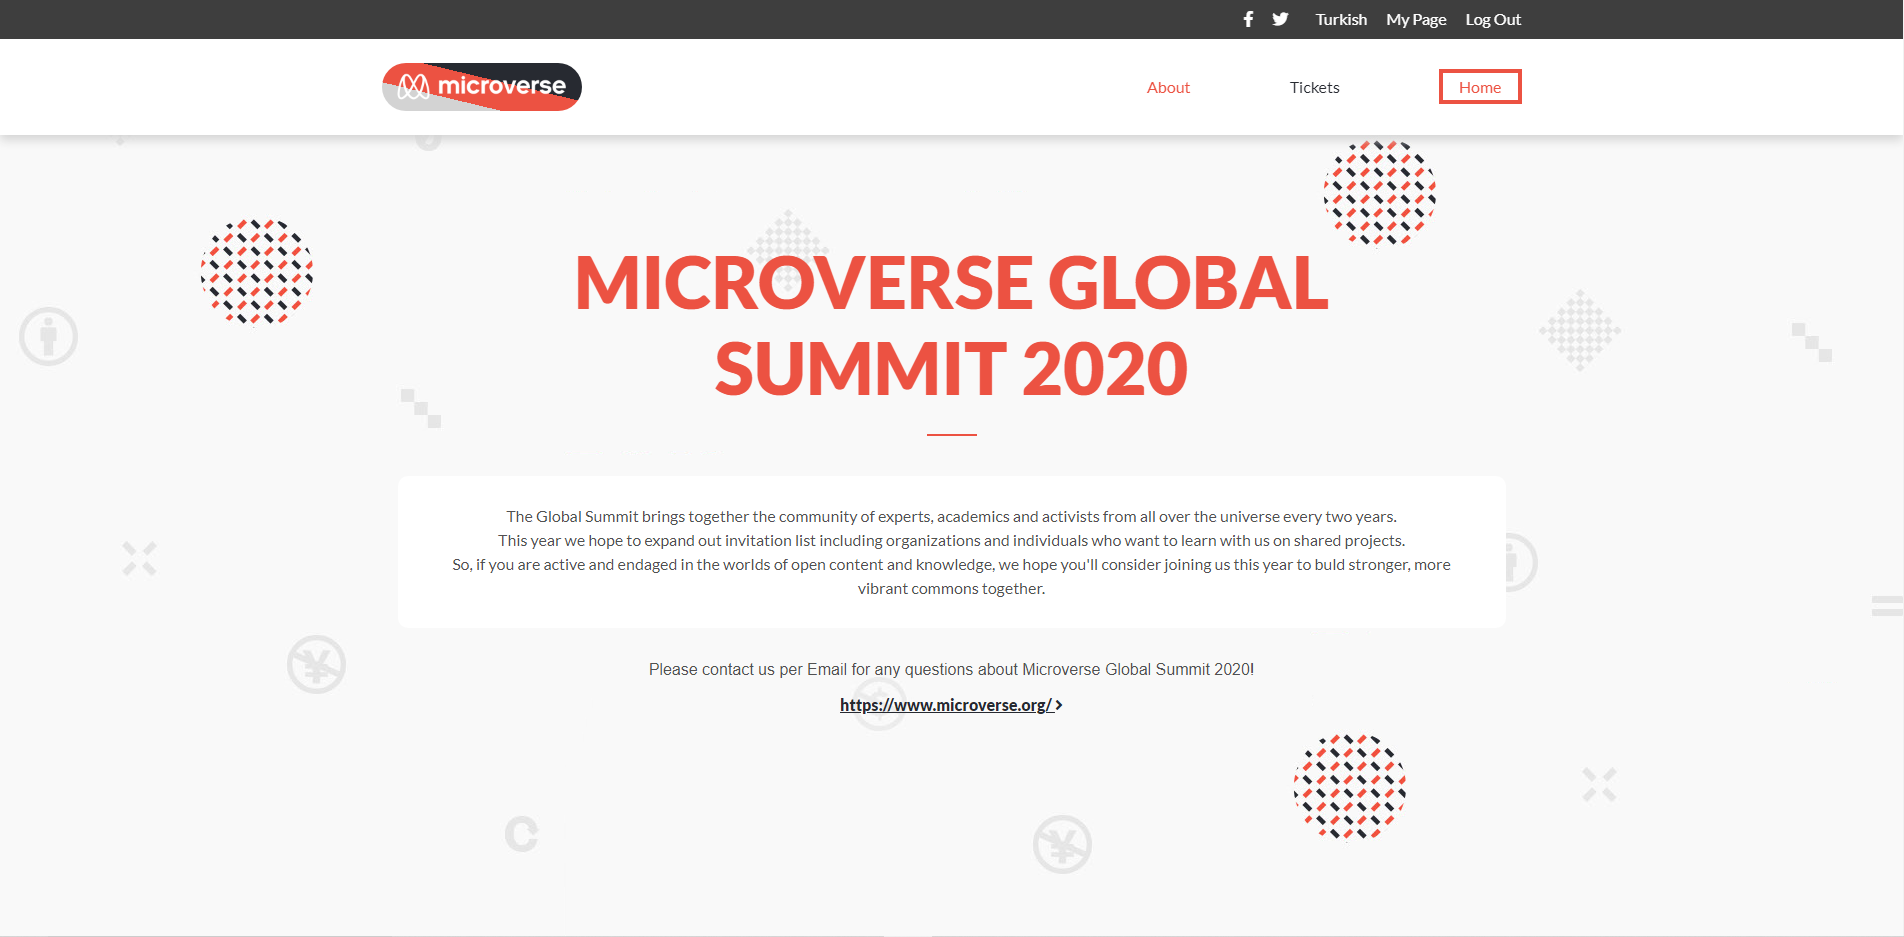 Turkish My Page Log Out
microverse
About Tickets Home
MICROVERSE GLOBAL
SUMMIT 2020
The Global Summit brings together the community of experts, academics and activists from all over the universe every two years.
This year we hope to expand out invitation list including organizations and individuals who want to learn with us on shared projects.
So, if you are active and endaged in the worlds of open content and knowledge, we hope you'll consider joining us this year to buld stronger, more
vibrant commons together.
Please contact us per Email for any questions about Microverse Global Summit 2020!
https://www.microverse.org/